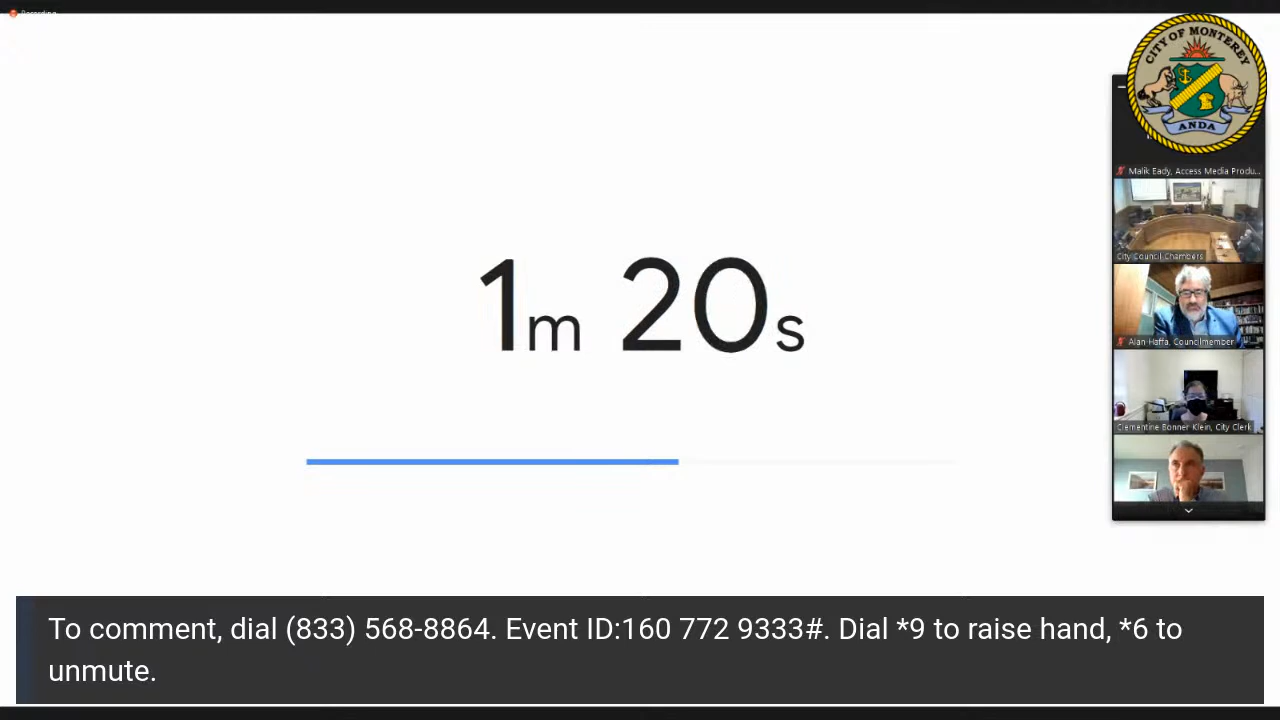 Recording
CITY OF MONTEREY
ANDA
Malik Eady, Access Media Produ...
City Council Chambers
1m 20s
Alan Haffa, Councilmember
Clementine Bonner Klein, City Clerk
To comment, dial (833) 568-8864. Event ID:160 772 9333#. Dial *9 to raise hand, *6 to
unmute.